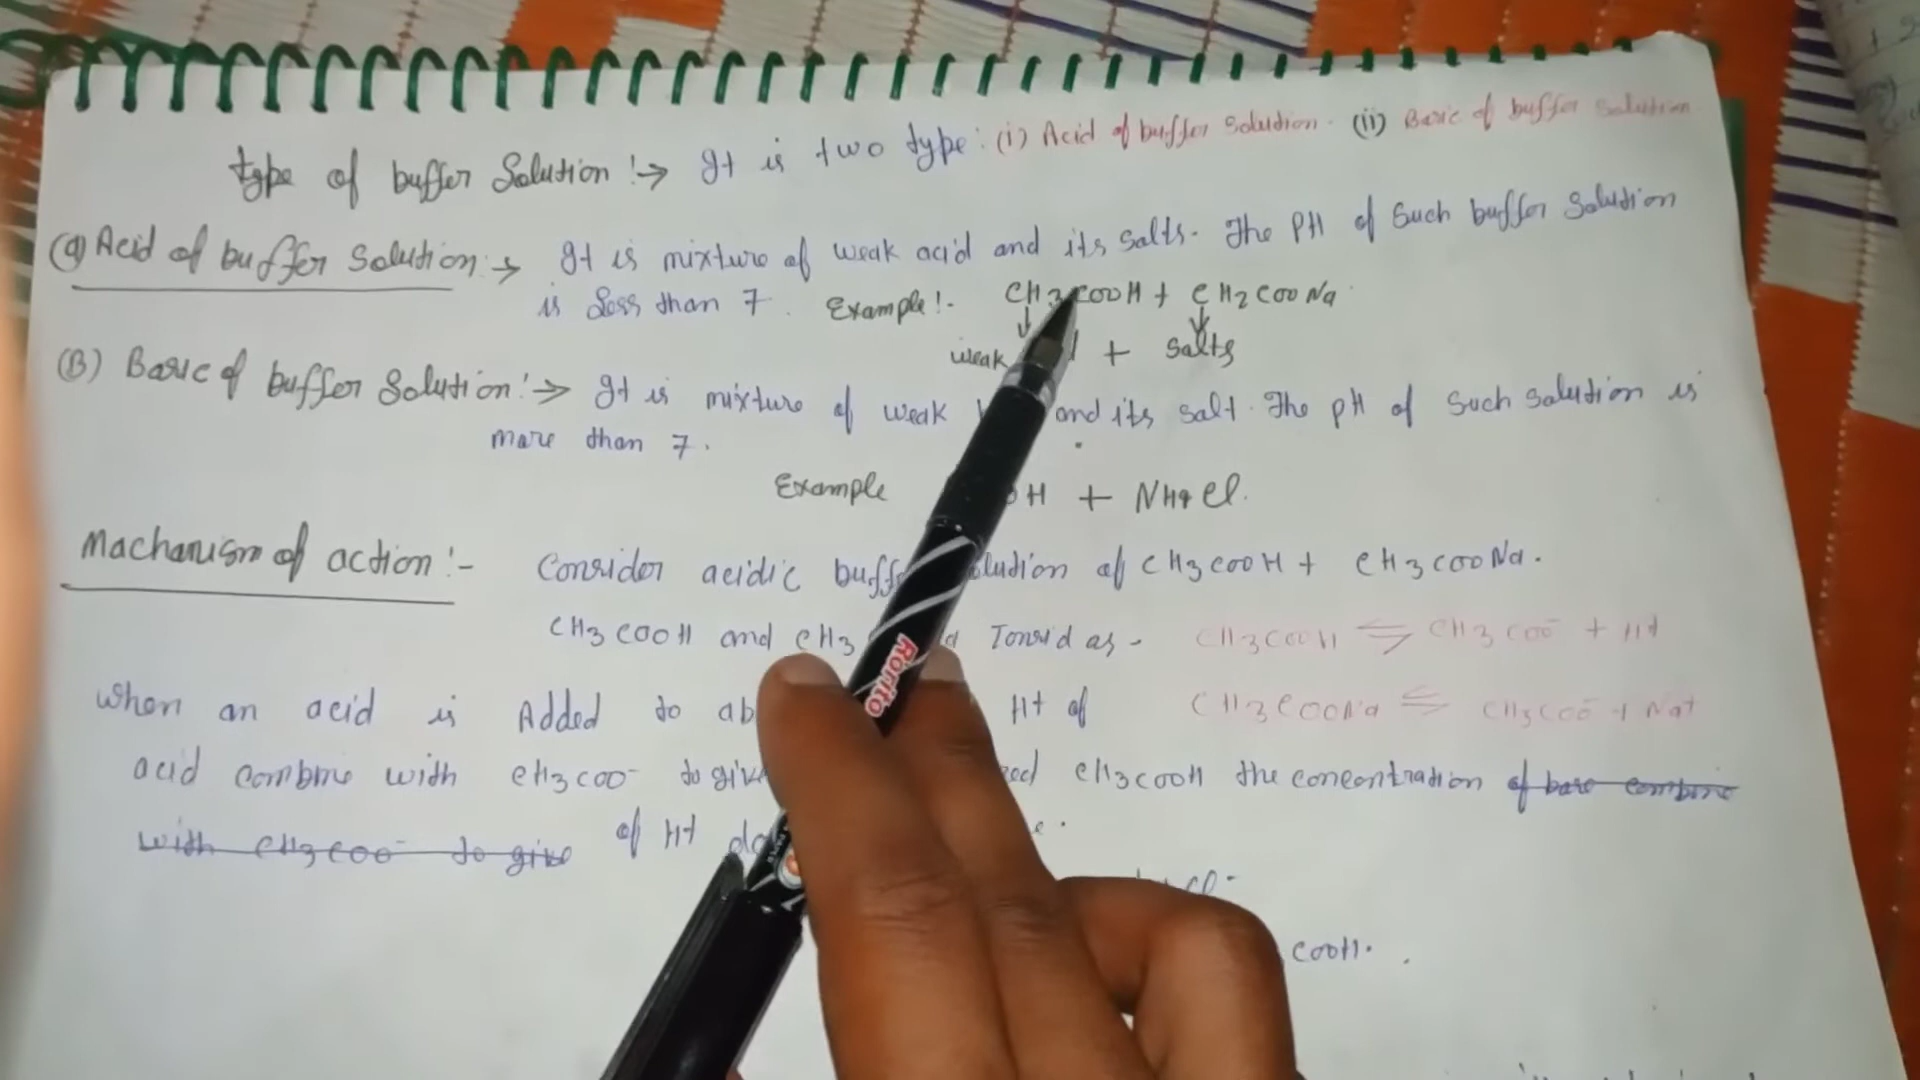 type of buffer Solution :→ It is two type: (i) Acid of buffer solution. (ii) Basic of buffer solution
(a) Acid of buffer solution :→ It is mixture of weak acid and its salts. The PH of Such buffer solution
is less than 7. Example :- CH3COOH + CH2COONa
weak + Salts
(B) Basic of buffer solution :→ It is mixture of weak and its salt. The pH of Such solution is
more than 7.
Example H + NH4Cl.
Machanism of action :- Consider acidic of CH3COOH + CH3COONa.
CH3COOH and CH3 Ionsid as - CH3COOH ⇌ CH3COO- + H+
When an acid is Added to H+ of CH3COONa ⇌ CH3COO- + Na+
acid combine with CH3COO- to CH3COOH the concentration of base combine
with CH3COO- to give of H+
Cl-
COOH.
Rorito